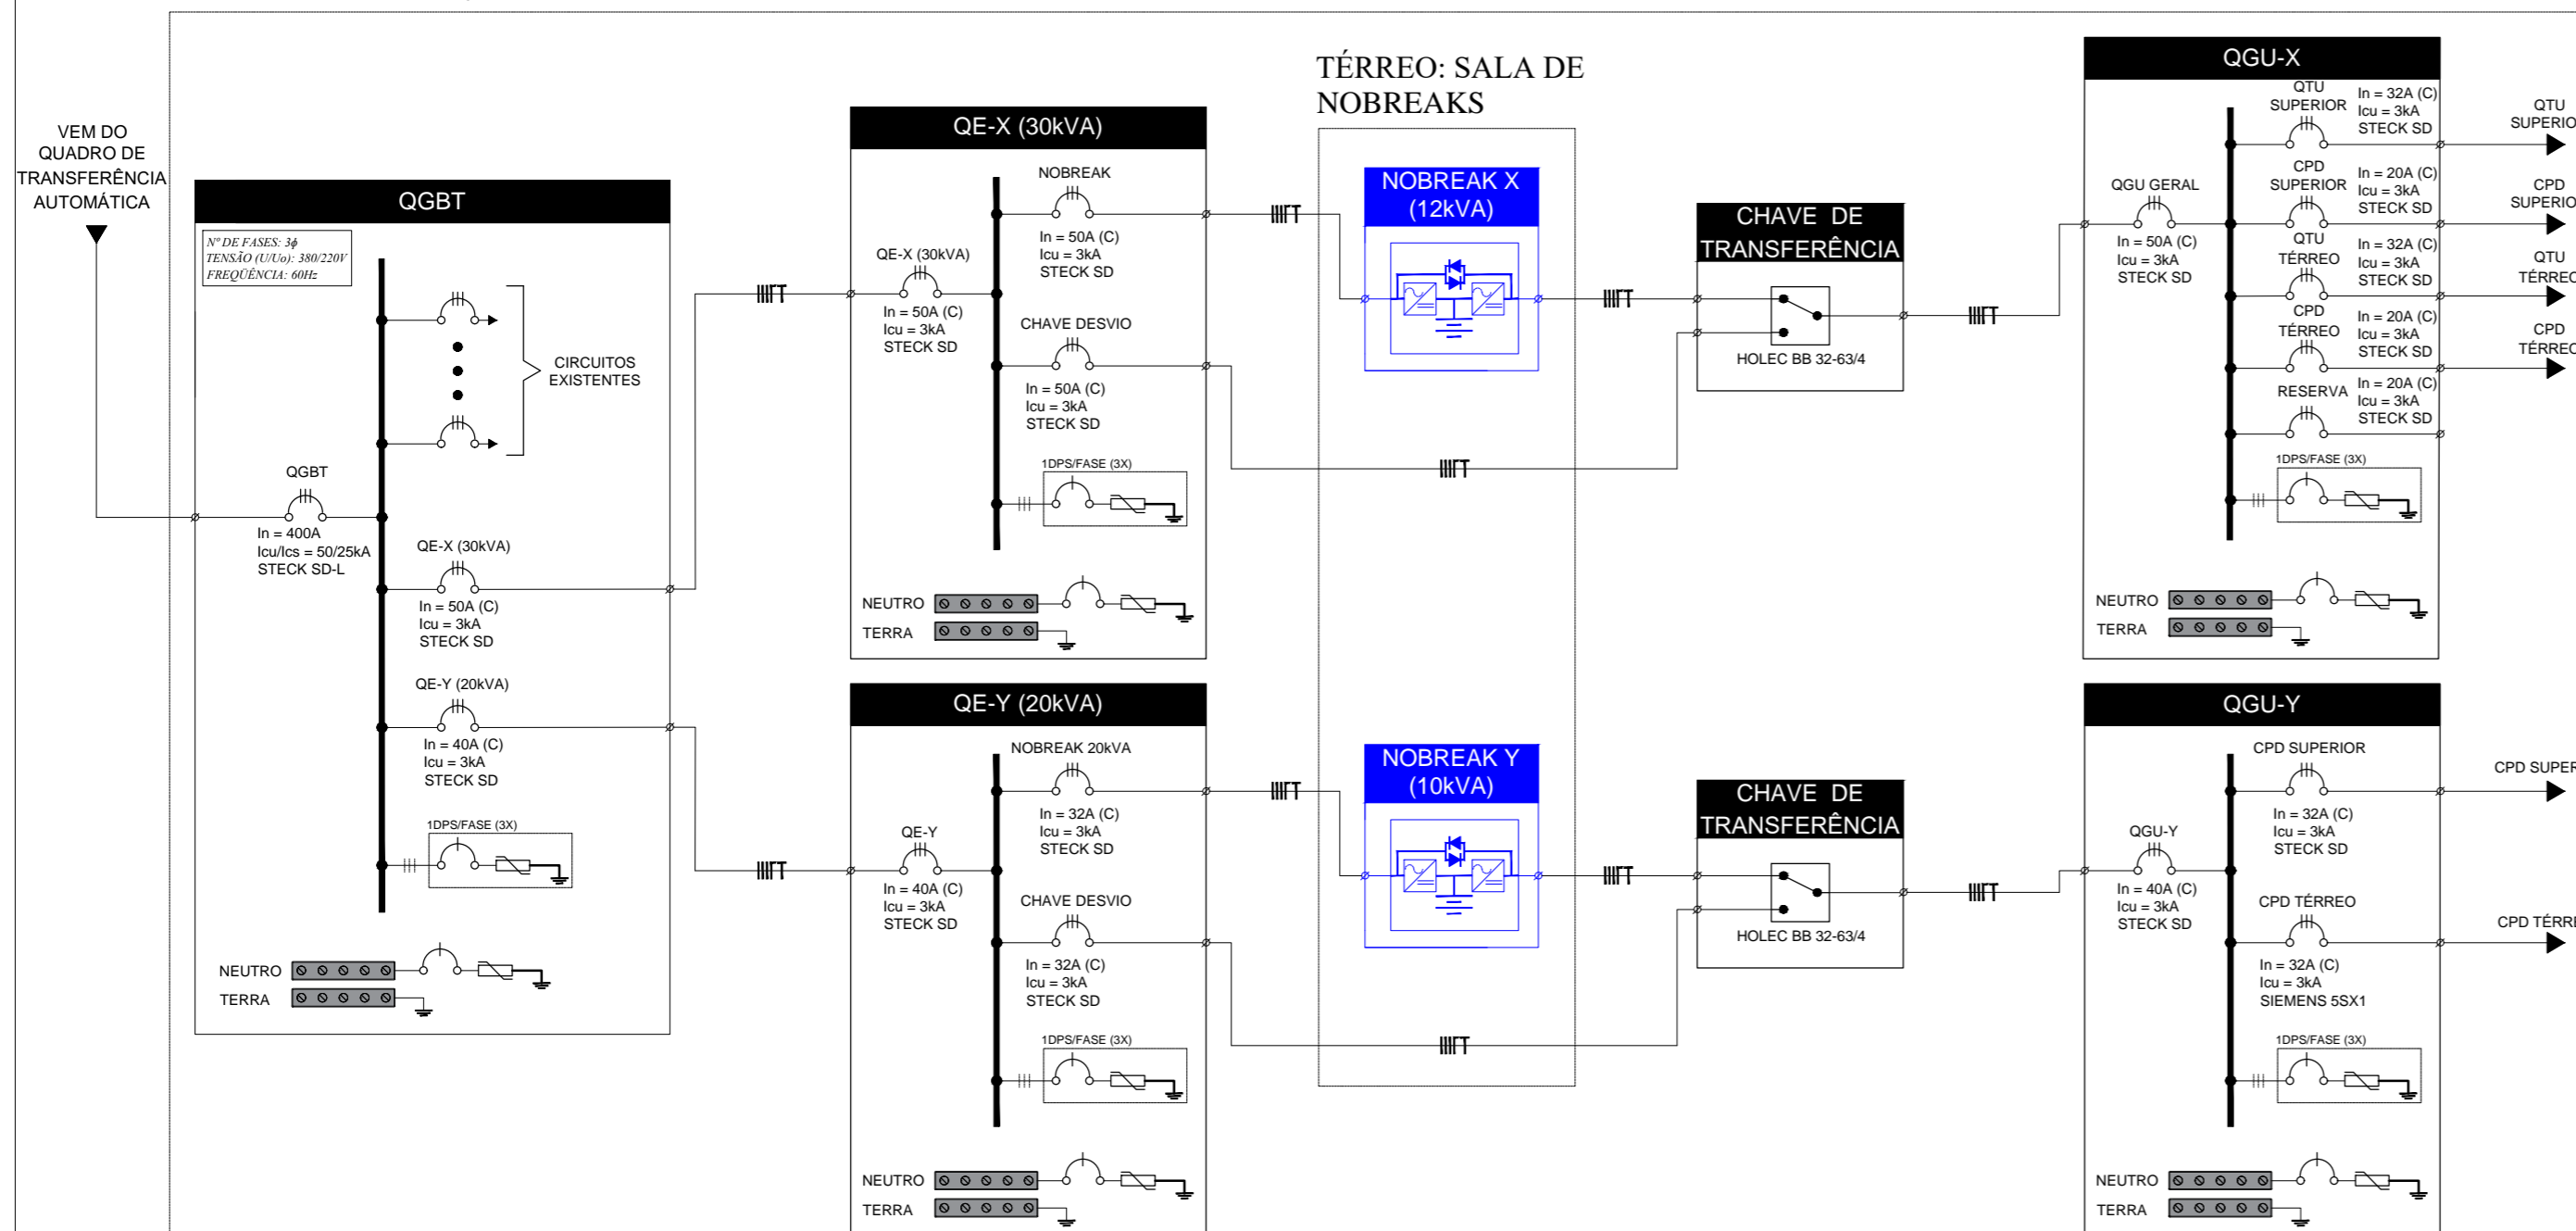 VEM DO
QUADRO DE
TRANSFERÊNCIA
AUTOMÁTICA
QGBT
Nº DE FASES: 3ϕ
TENSÃO (U/Uo): 380/220V
FREQÜÊNCIA: 60Hz
CIRCUITOS
EXISTENTES
QGBT
In = 400A
Icu/Ics = 50/25kA
STECK SD-L
QE-X (30kVA)
In = 50A (C)
Icu = 3kA
STECK SD
QE-Y (20kVA)
In = 40A (C)
Icu = 3kA
STECK SD
1DPS/FASE (3X)
NEUTRO
TERRA
QE-X (30kVA)
NOBREAK
In = 50A (C)
Icu = 3kA
STECK SD
QE-X (30kVA)
In = 50A (C)
Icu = 3kA
STECK SD
CHAVE DESVIO
In = 50A (C)
Icu = 3kA
STECK SD
1DPS/FASE (3X)
NEUTRO
TERRA
QE-Y (20kVA)
NOBREAK 20kVA
In = 32A (C)
Icu = 3kA
STECK SD
QE-Y
In = 40A (C)
Icu = 3kA
STECK SD
CHAVE DESVIO
In = 32A (C)
Icu = 3kA
STECK SD
1DPS/FASE (3X)
NEUTRO
TERRA
TÉRREO: SALA DE
NOBREAKS
NOBREAK X
(12kVA)
T
T
T
T
CHAVE DE
TRANSFERÊNCIA
HOLEC BB 32-63/4
T
T
NOBREAK Y
(10kVA)
T
T
T
T
CHAVE DE
TRANSFERÊNCIA
HOLEC BB 32-63/4
QGU-X
QGU GERAL
In = 50A (C)
Icu = 3kA
STECK SD
QTU
SUPERIOR
In = 32A (C)
Icu = 3kA
STECK SD
CPD
SUPERIOR
In = 20A (C)
Icu = 3kA
STECK SD
QTU
TÉRREO
In = 32A (C)
Icu = 3kA
STECK SD
CPD
TÉRREO
In = 20A (C)
Icu = 3kA
STECK SD
RESERVA
In = 20A (C)
Icu = 3kA
STECK SD
1DPS/FASE (3X)
NEUTRO
TERRA
QTU
SUPERIO
CPD
SUPERIO
QTU
TÉRREO
CPD
TÉRREO
QGU-Y
CPD SUPERIOR
In = 32A (C)
Icu = 3kA
STECK SD
QGU-Y
In = 40A (C)
Icu = 3kA
STECK SD
CPD TÉRREO
In = 32A (C)
Icu = 3kA
SIEMENS 5SX1
1DPS/FASE (3X)
NEUTRO
TERRA
CPD SUPER
CPD TÉRRE